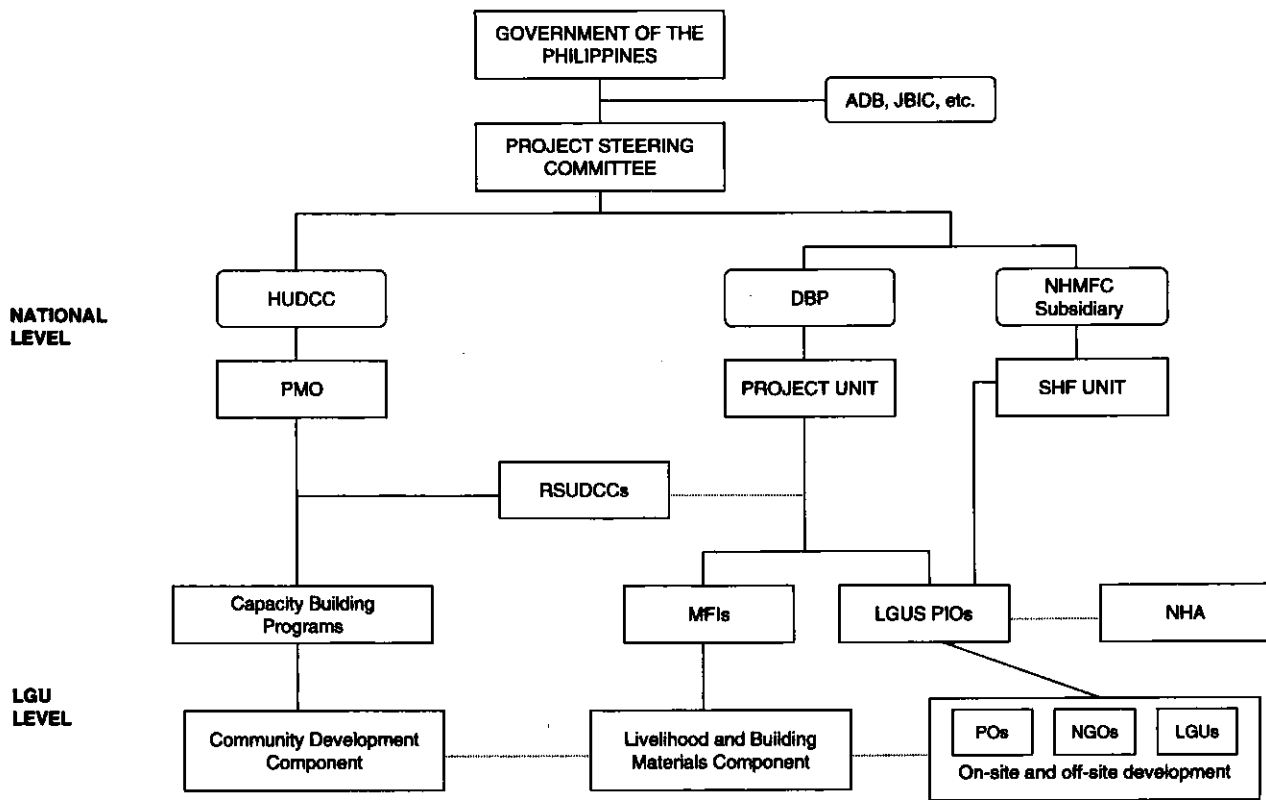 GOVERNMENT OF THE
PHILIPPINES
ADB, JBIC, etc.
PROJECT STEERING
COMMITTEE
NATIONAL
LEVEL
HUDCC
DBP
NHMFC
Subsidiary
PMO
PROJECT UNIT
SHF UNIT
RSUDCCs
Capacity Building
Programs
MFIs
LGUS PIOs
NHA
LGU
LEVEL
Community Development
Component
Livelihood and Building
Materials Component
POs
NGOs
LGUs
On-site and off-site development